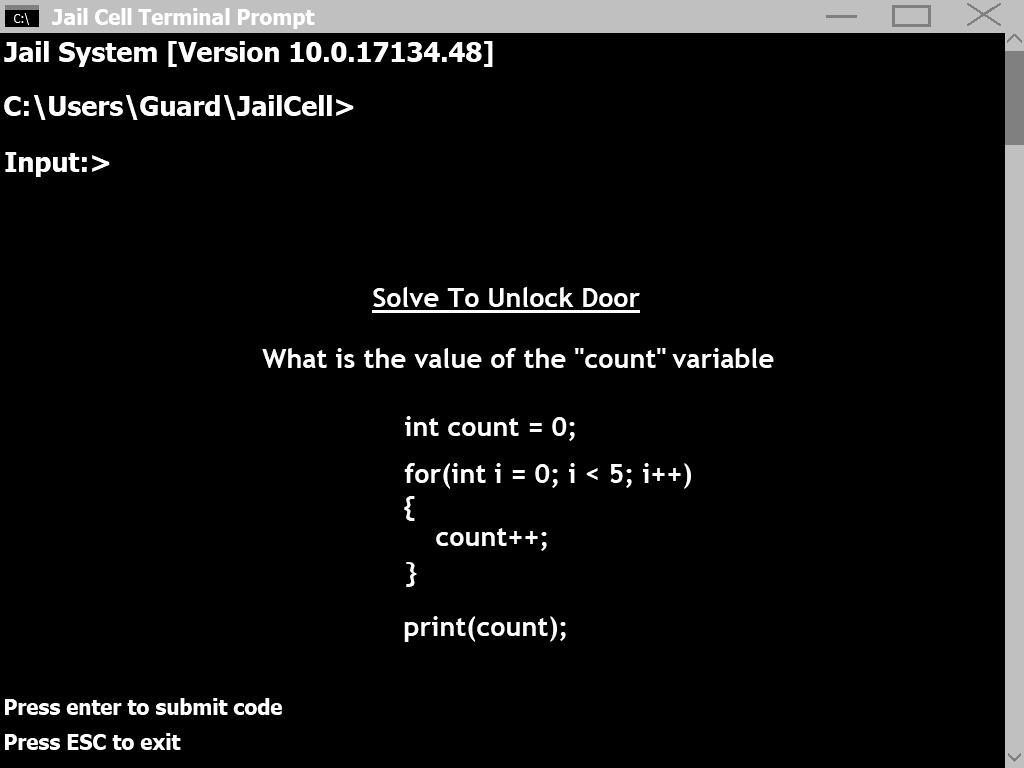 C:\ Jail Cell Terminal Prompt
Jail System [Version 10.0.17134.48]
C:\Users\Guard\JailCell>
Input:>
Solve To Unlock Door
What is the value of the "count" variable
int count = 0;
for(int i = 0; i < 5; i++)
{
count++;
}
print(count);
Press enter to submit code
Press ESC to exit